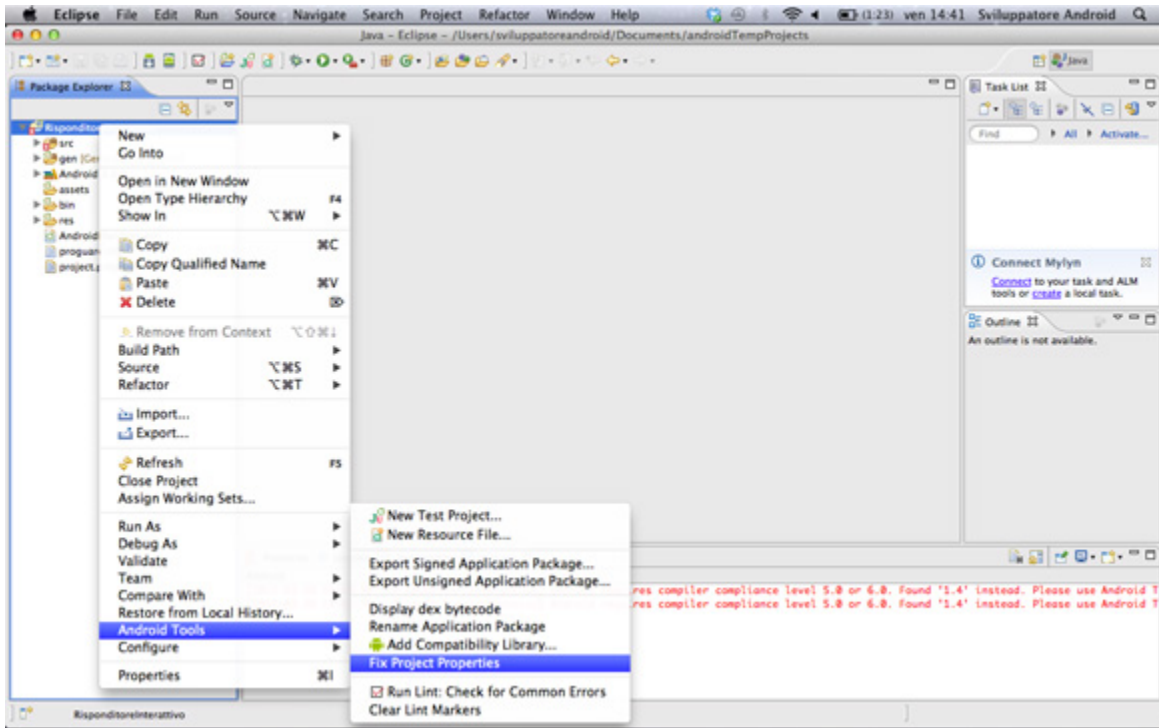 Eclipse File Edit Run Source Navigate Search Project Refactor Window Help (1:23) ven 14:41 Sviluppatore Android
Java – Eclipse – /Users/sviluppatoreandroid/Documents/androidTempProjects
Java
Package Explorer
Risponditore
src
gen [Ge
Android
assets
bin
res
Android
proguar
project.p
New
Go Into
Open in New Window
Open Type Hierarchy F4
Show In ⌥⌘W
Copy ⌘C
Copy Qualified Name
Paste ⌘V
Delete ⌦
Remove from Context ⌥⇧⌘↓
Build Path
Source ⌥⌘S
Refactor ⌥⌘T
Import...
Export...
Refresh F5
Close Project
Assign Working Sets...
Run As
Debug As
Validate
Team
Compare With
Restore from Local History...
Android Tools
Configure
Properties ⌘I
New Test Project...
New Resource File...
Export Signed Application Package...
Export Unsigned Application Package...
Display dex bytecode
Rename Application Package
Add Compatibility Library...
Fix Project Properties
Run Lint: Check for Common Errors
Clear Lint Markers
Task List
Find All Activate...
Connect Mylyn
Connect to your task and ALM
tools or create a local task.
Outline
An outline is not available.
res compiler compliance level 5.0 or 6.0. Found '1.4' instead. Please use Android T
res compiler compliance level 5.0 or 6.0. Found '1.4' instead. Please use Android T
RisponditoreInterattivo